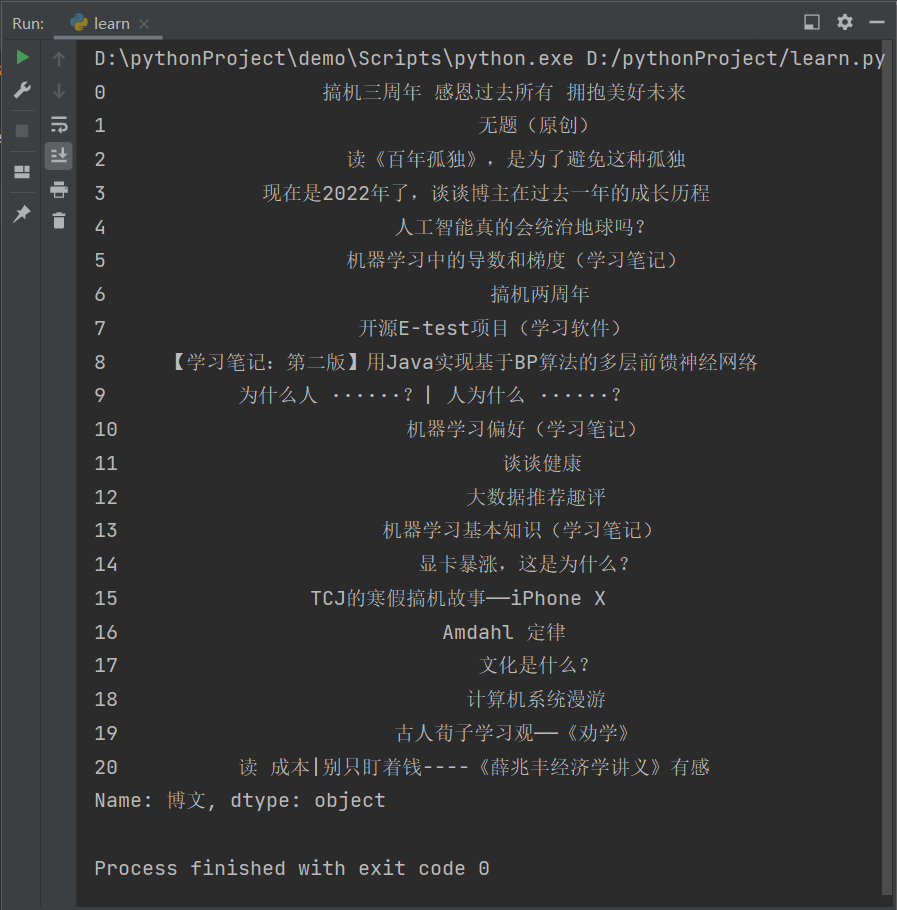 Run: learn
D:\pythonProject\demo\Scripts\python.exe D:/pythonProject/learn.py
0 搞机三周年 感恩过去所有 拥抱美好未来
1 无题（原创）
2 读《百年孤独》，是为了避免这种孤独
3 现在是2022年了，谈谈博主在过去一年的成长历程
4 人工智能真的会统治地球吗？
5 机器学习中的导数和梯度（学习笔记）
6 搞机两周年
7 开源E-test项目（学习软件）
8 【学习笔记：第二版】用Java实现基于BP算法的多层前馈神经网络
9 为什么人 ······？| 人为什么 ······？
10 机器学习偏好（学习笔记）
11 谈谈健康
12 大数据推荐趣评
13 机器学习基本知识（学习笔记）
14 显卡暴涨，这是为什么？
15 TCJ的寒假搞机故事——iPhone X
16 Amdahl 定律
17 文化是什么？
18 计算机系统漫游
19 古人荀子学习观——《劝学》
20 读 成本|别只盯着钱----《薛兆丰经济学讲义》有感
Name: 博文, dtype: object
Process finished with exit code 0